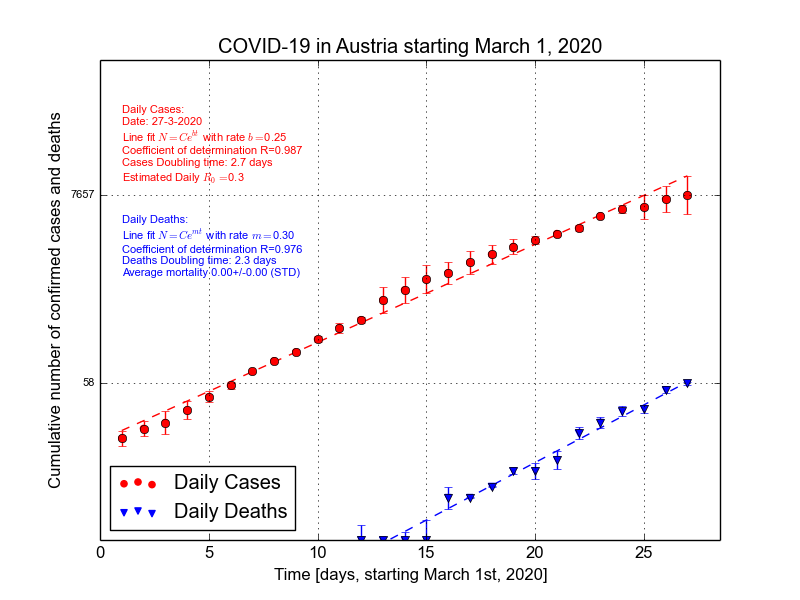 COVID-19 in Austria starting March 1, 2020
Daily Cases:
Date: 27-3-2020
Line fit N=Ce^{bt} with rate b=0.25
Coefficient of determination R=0.987
Cases Doubling time: 2.7 days
Estimated Daily R_0=0.3
7657
Daily Deaths:
Line fit N=Ce^{mt} with rate m=0.30
Coefficient of determination R=0.976
Deaths Doubling time: 2.3 days
Average mortality 0.00+/-0.00 (STD)
58
Cumulative number of confirmed cases and deaths
Daily Cases
Daily Deaths
0 5 10 15 20 25
Time [days, starting March 1st, 2020]